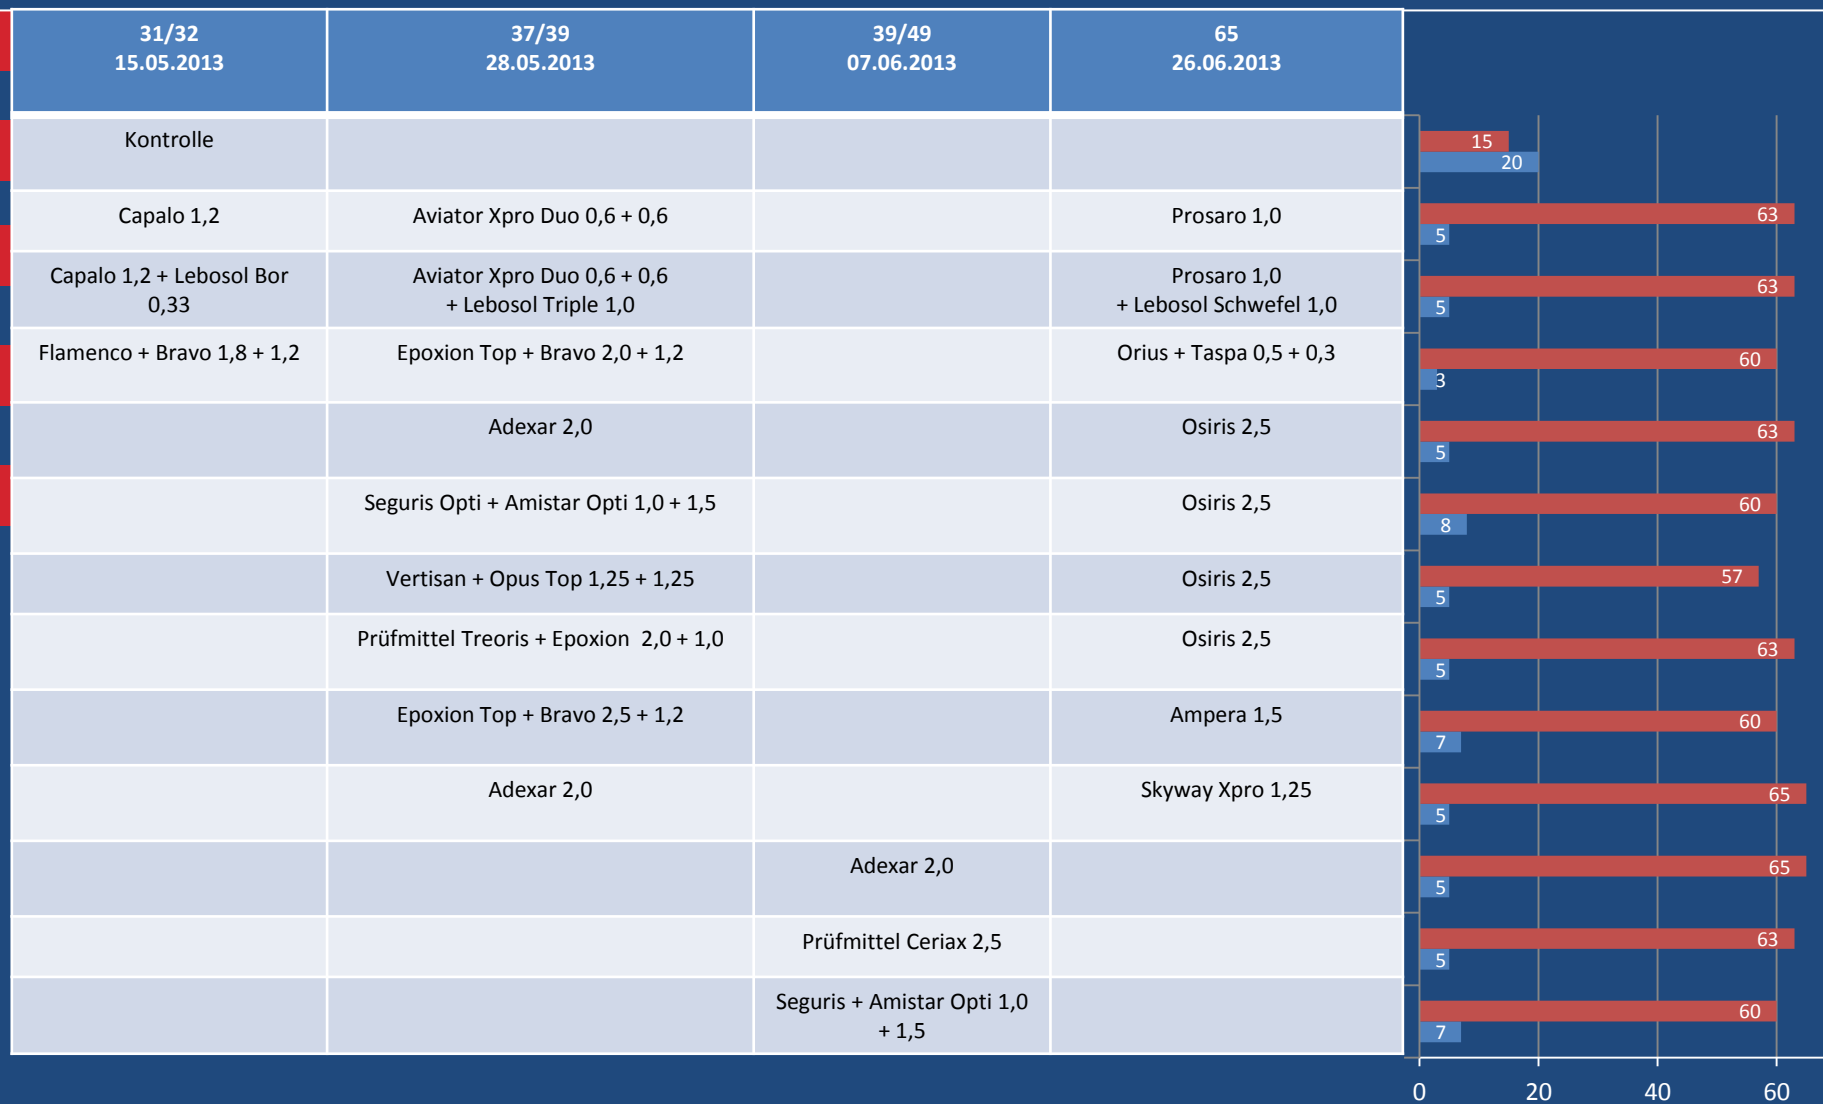 31/32
15.05.2013
37/39
28.05.2013
39/49
07.06.2013
65
26.06.2013
Kontrolle
15
20
Capalo 1,2
Aviator Xpro Duo 0,6 + 0,6
Prosaro 1,0
63
5
Capalo 1,2 + Lebosol Bor
0,33
Aviator Xpro Duo 0,6 + 0,6
+ Lebosol Triple 1,0
Prosaro 1,0
+ Lebosol Schwefel 1,0
63
5
Flamenco + Bravo 1,8 + 1,2
Epoxion Top + Bravo 2,0 + 1,2
Orius + Taspa 0,5 + 0,3
60
3
Adexar 2,0
Osiris 2,5
63
5
Seguris Opti + Amistar Opti 1,0 + 1,5
Osiris 2,5
60
8
Vertisan + Opus Top 1,25 + 1,25
Osiris 2,5
57
5
Prüfmittel Treoris + Epoxion 2,0 + 1,0
Osiris 2,5
63
5
Epoxion Top + Bravo 2,5 + 1,2
Ampera 1,5
60
7
Adexar 2,0
Skyway Xpro 1,25
65
5
Adexar 2,0
65
5
Prüfmittel Ceriax 2,5
63
5
Seguris + Amistar Opti 1,0
+ 1,5
60
7
0 20 40 60